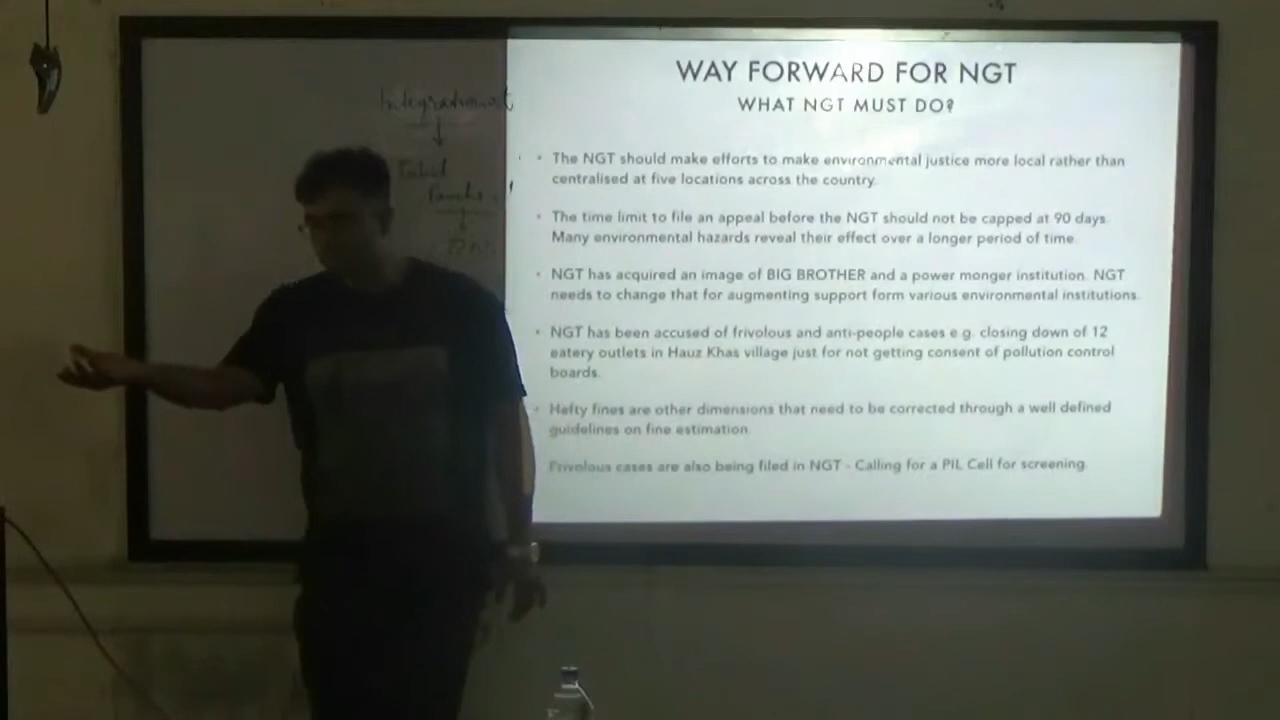 Integrationist
WAY FORWARD FOR NGT
WHAT NGT MUST DO?
• The NGT should make efforts to make environmental justice more local rather than
centralised at five locations across the country.
• The time limit to file an appeal before the NGT should not be capped at 90 days.
Many environmental hazards reveal their effect over a longer period of time.
• NGT has acquired an image of BIG BROTHER and a power monger institution. NGT
needs to change that for augmenting support form various environmental institutions.
• NGT has been accused of frivolous and anti-people cases e.g. closing down of 12
eatery outlets in Hauz Khas village just for not getting consent of pollution control
boards.
• Hefty fines are other dimensions that need to be corrected through a well defined
guidelines on fine estimation.
Frivolous cases are also being filed in NGT - Calling for a PIL Cell for screening.